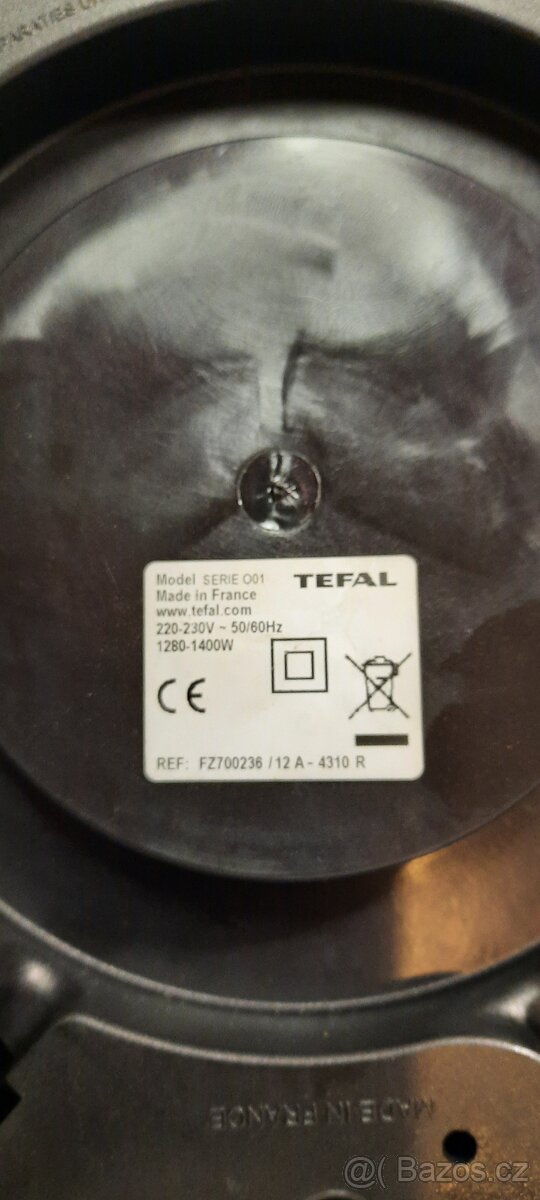 Model SERIE O01 TEFAL
Made in France
www.tefal.com
220-230V ~ 50/60Hz
1280-1400W
CE
REF: FZ700236 / 12 A - 4310 R
MADE IN FRANCE
@( Bazos.cz